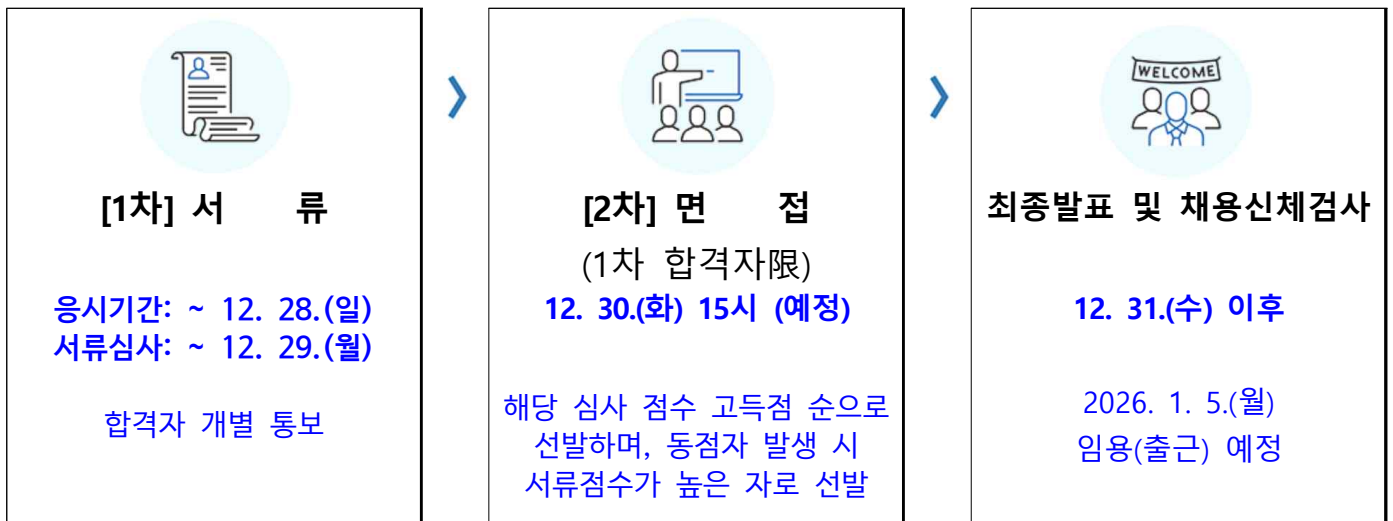 [1차] 서 류
응시기간: ~ 12. 28.(일)
서류심사: ~ 12. 29.(월)
합격자 개별 통보
[2차] 면 접
(1차 합격자限)
12. 30.(화) 15시 (예정)
해당 심사 점수 고득점 순으로
선발하며, 동점자 발생 시
서류점수가 높은 자로 선발
WELCOME
최종발표 및 채용신체검사
12. 31.(수) 이후
2026. 1. 5.(월)
임용(출근) 예정